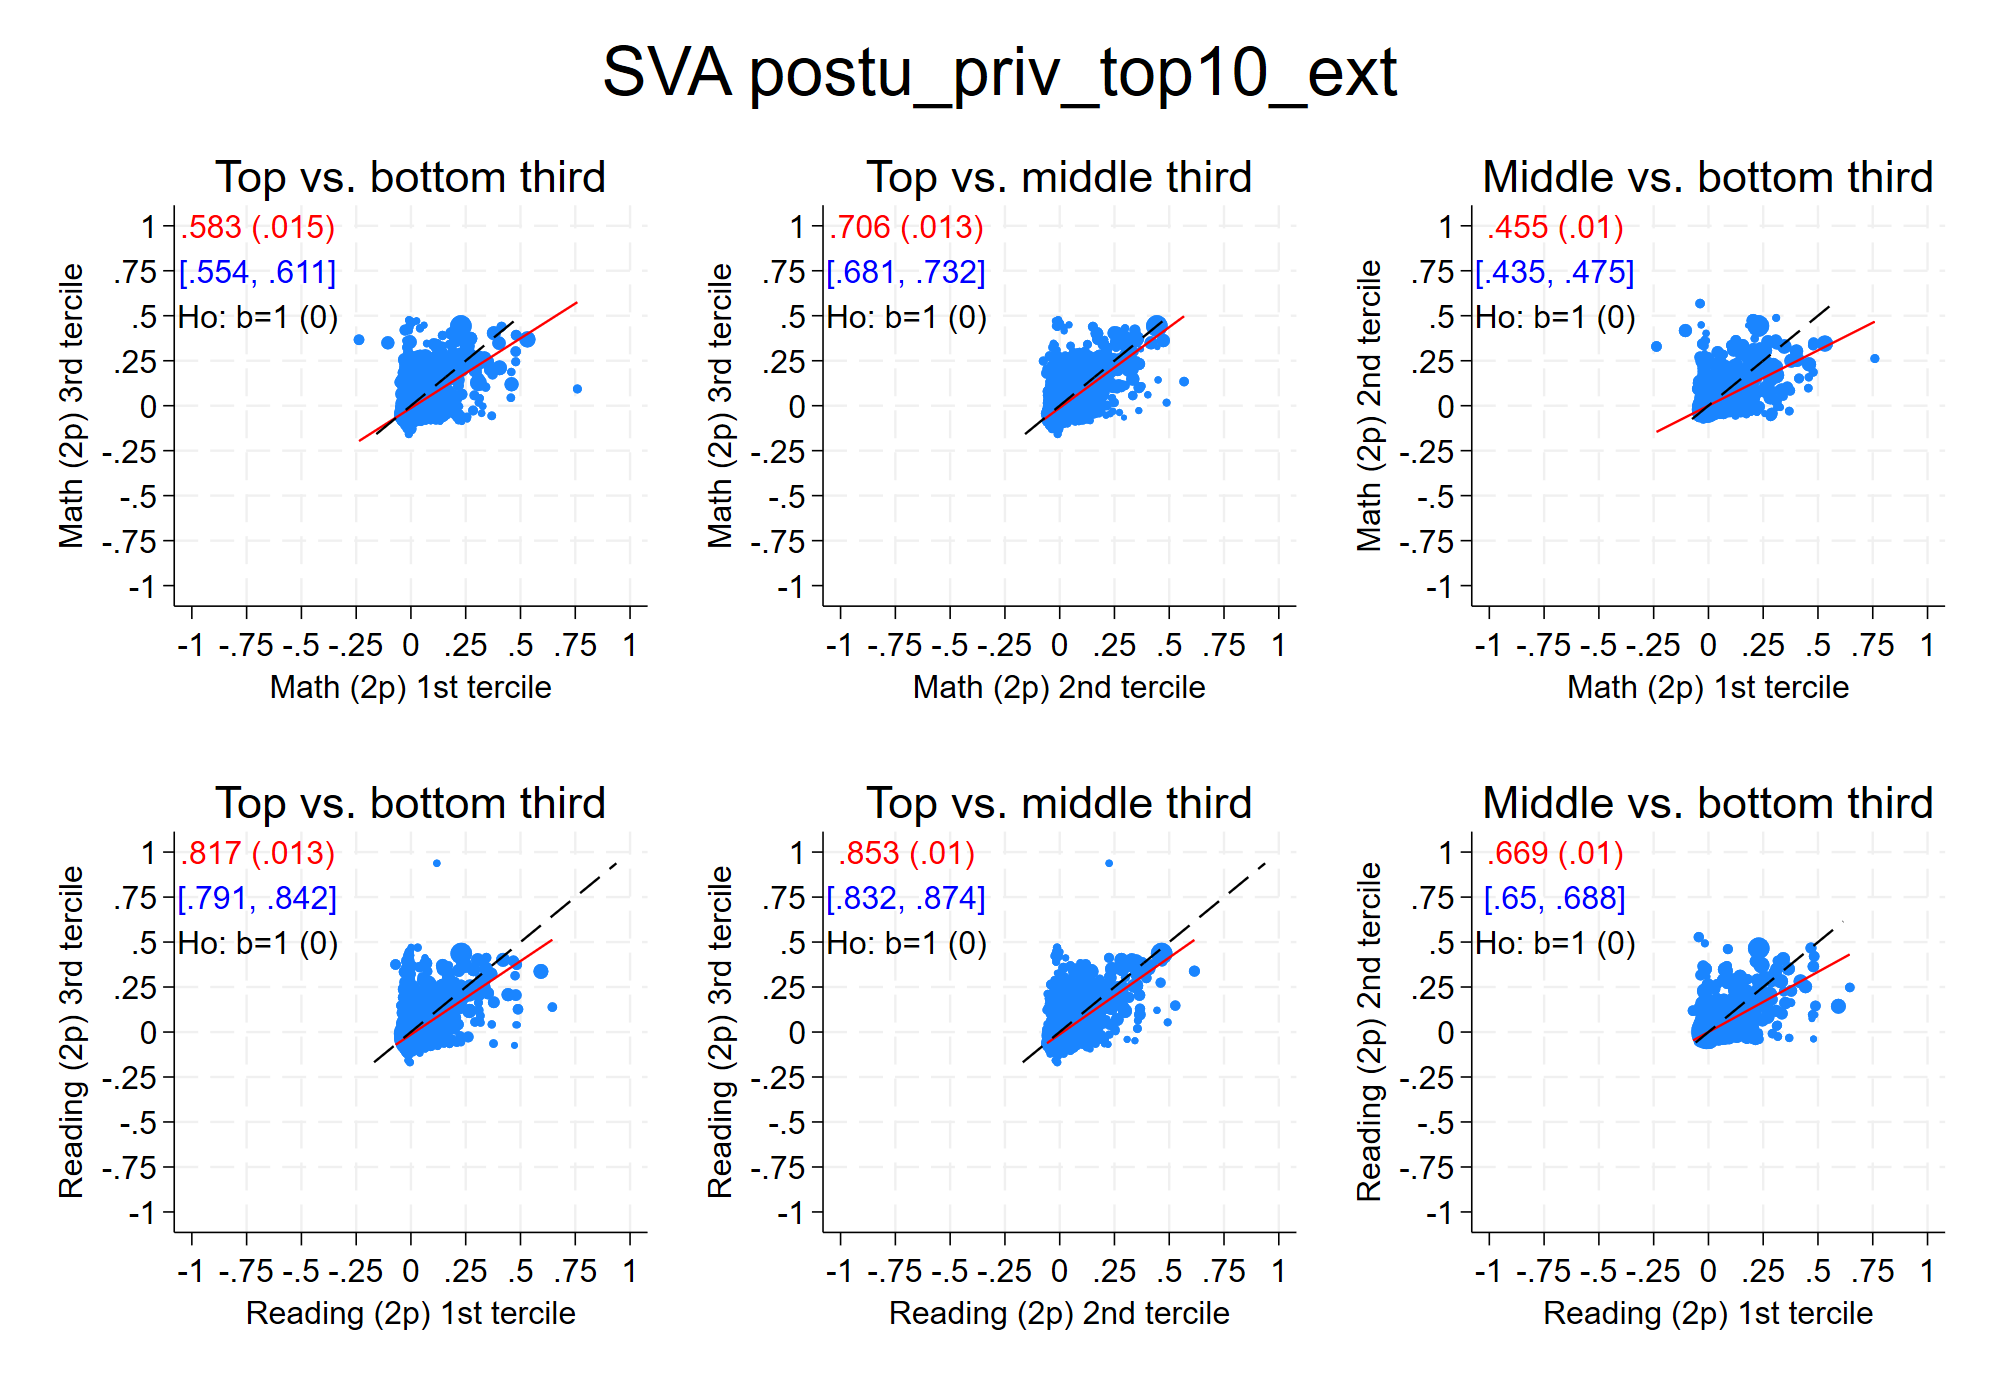 SVA postu_priv_top10_ext
Top vs. bottom third
.583 (.015)
[.554, .611]
Ho: b=1 (0)
Math (2p) 3rd tercile
1
.75
.5
.25
0
-.25
-.5
-.75
-1
-1 -.75 -.5 -.25 0 .25 .5 .75 1
Math (2p) 1st tercile
Top vs. middle third
.706 (.013)
[.681, .732]
Ho: b=1 (0)
Math (2p) 3rd tercile
1
.75
.5
.25
0
-.25
-.5
-.75
-1
-1 -.75 -.5 -.25 0 .25 .5 .75 1
Math (2p) 2nd tercile
Middle vs. bottom third
.455 (.01)
[.435, .475]
Ho: b=1 (0)
Math (2p) 2nd tercile
1
.75
.5
.25
0
-.25
-.5
-.75
-1
-1 -.75 -.5 -.25 0 .25 .5 .75 1
Math (2p) 1st tercile
Top vs. bottom third
.817 (.013)
[.791, .842]
Ho: b=1 (0)
Reading (2p) 3rd tercile
1
.75
.5
.25
0
-.25
-.5
-.75
-1
-1 -.75 -.5 -.25 0 .25 .5 .75 1
Reading (2p) 1st tercile
Top vs. middle third
.853 (.01)
[.832, .874]
Ho: b=1 (0)
Reading (2p) 3rd tercile
1
.75
.5
.25
0
-.25
-.5
-.75
-1
-1 -.75 -.5 -.25 0 .25 .5 .75 1
Reading (2p) 2nd tercile
Middle vs. bottom third
.669 (.01)
[.65, .688]
Ho: b=1 (0)
Reading (2p) 2nd tercile
1
.75
.5
.25
0
-.25
-.5
-.75
-1
-1 -.75 -.5 -.25 0 .25 .5 .75 1
Reading (2p) 1st tercile